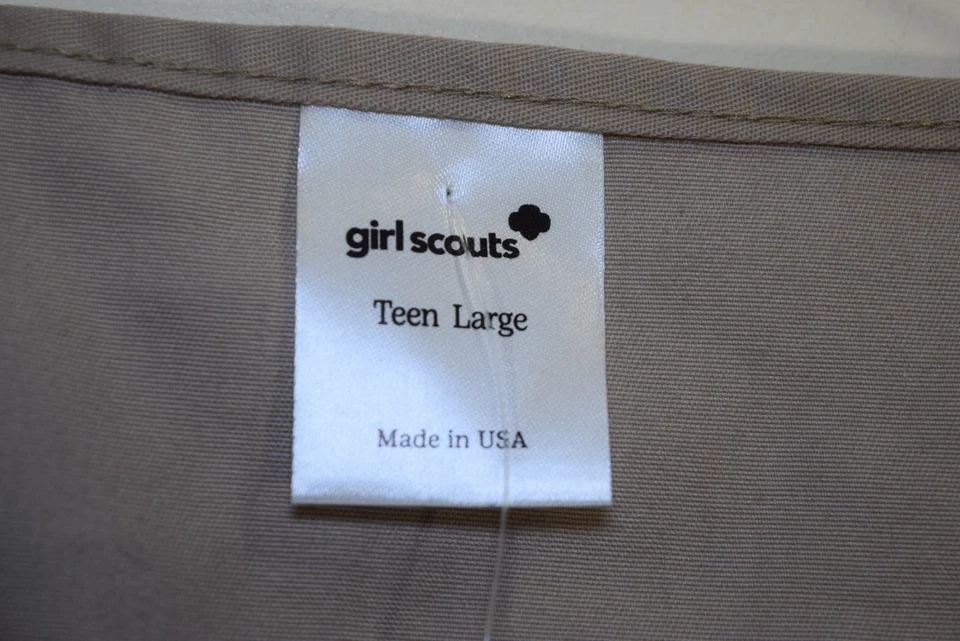 girl scouts
Teen Large
Made in USA